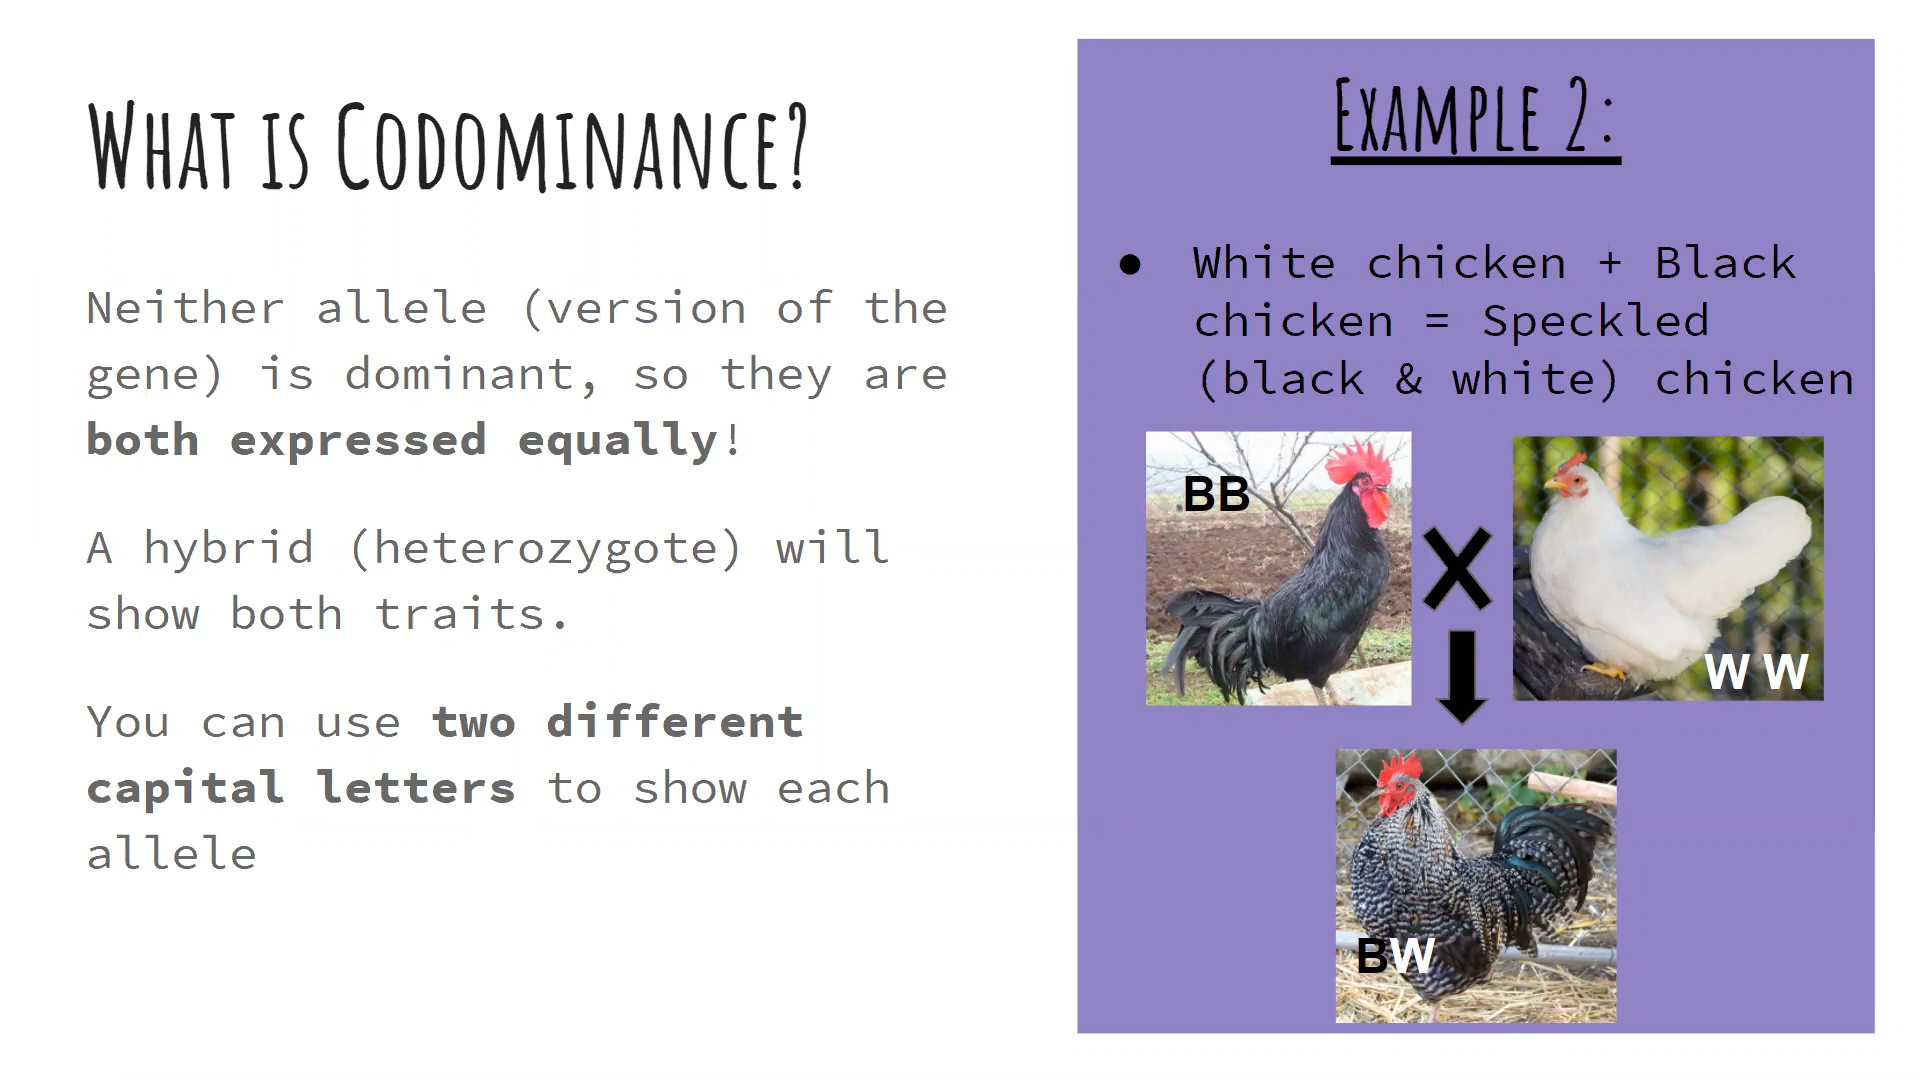 What is Codominance?
Neither allele (version of the
gene) is dominant, so they are
both expressed equally!
A hybrid (heterozygote) will
show both traits.
You can use two different
capital letters to show each
allele
Example 2:
● White chicken + Black
chicken = Speckled
(black & white) chicken
BB
X
W W
BW